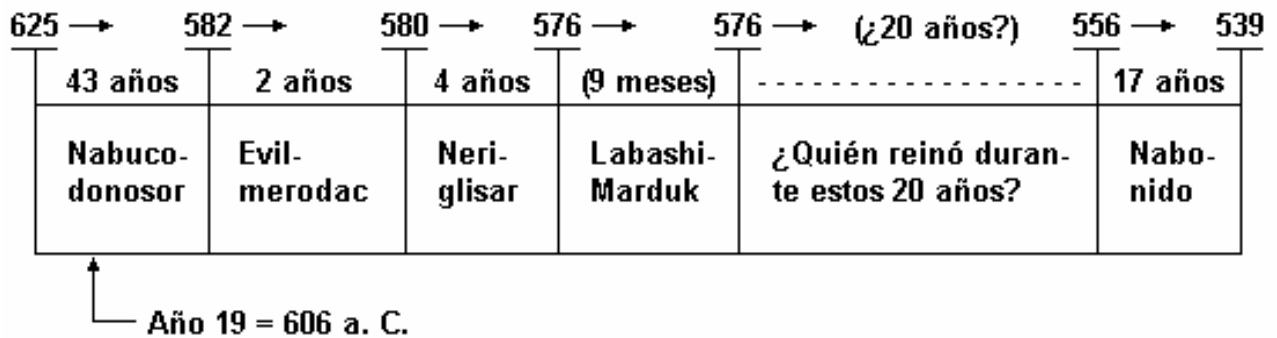 625 → 582 → 580 → 576 → 576 → (¿20 años?) 556 → 539
43 años 2 años 4 años (9 meses) - - - - - - - - - - - - - - - - - - 17 años
Nabuco- Evil- Neri- Labashi- ¿Quién reinó duran- Nabo-
donosor merodac glisar Marduk te estos 20 años? nido
Año 19 = 606 a. C.